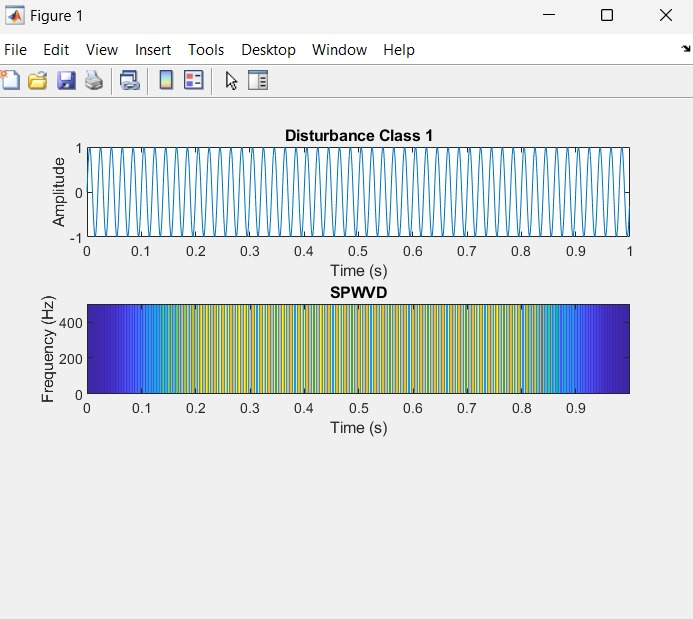 Figure 1
File Edit View Insert Tools Desktop Window Help
Disturbance Class 1
Amplitude
1
0
-1
0 0.1 0.2 0.3 0.4 0.5 0.6 0.7 0.8 0.9 1
Time (s)
SPWVD
Frequency (Hz)
400
200
0
0 0.1 0.2 0.3 0.4 0.5 0.6 0.7 0.8 0.9
Time (s)